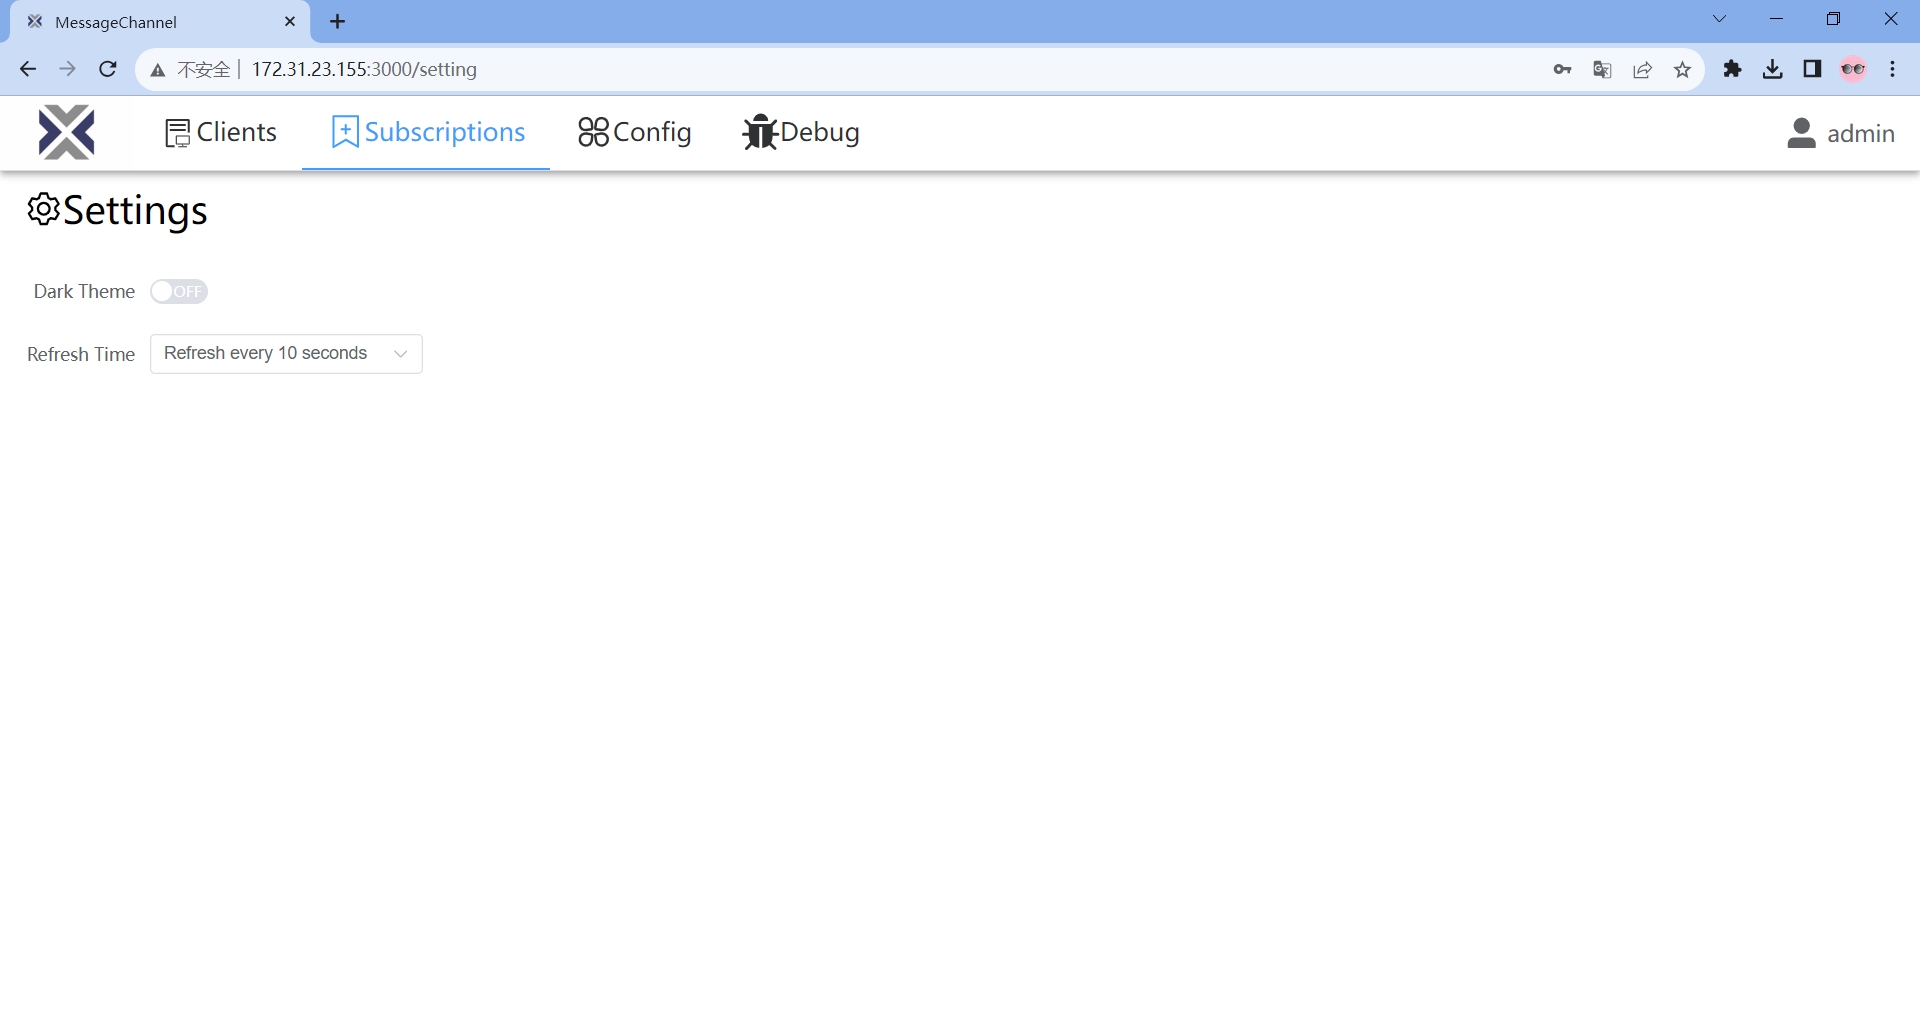 MessageChannel
不安全 172.31.23.155:3000/setting
Clients Subscriptions Config Debug admin
Settings
Dark Theme OFF
Refresh Time Refresh every 10 seconds